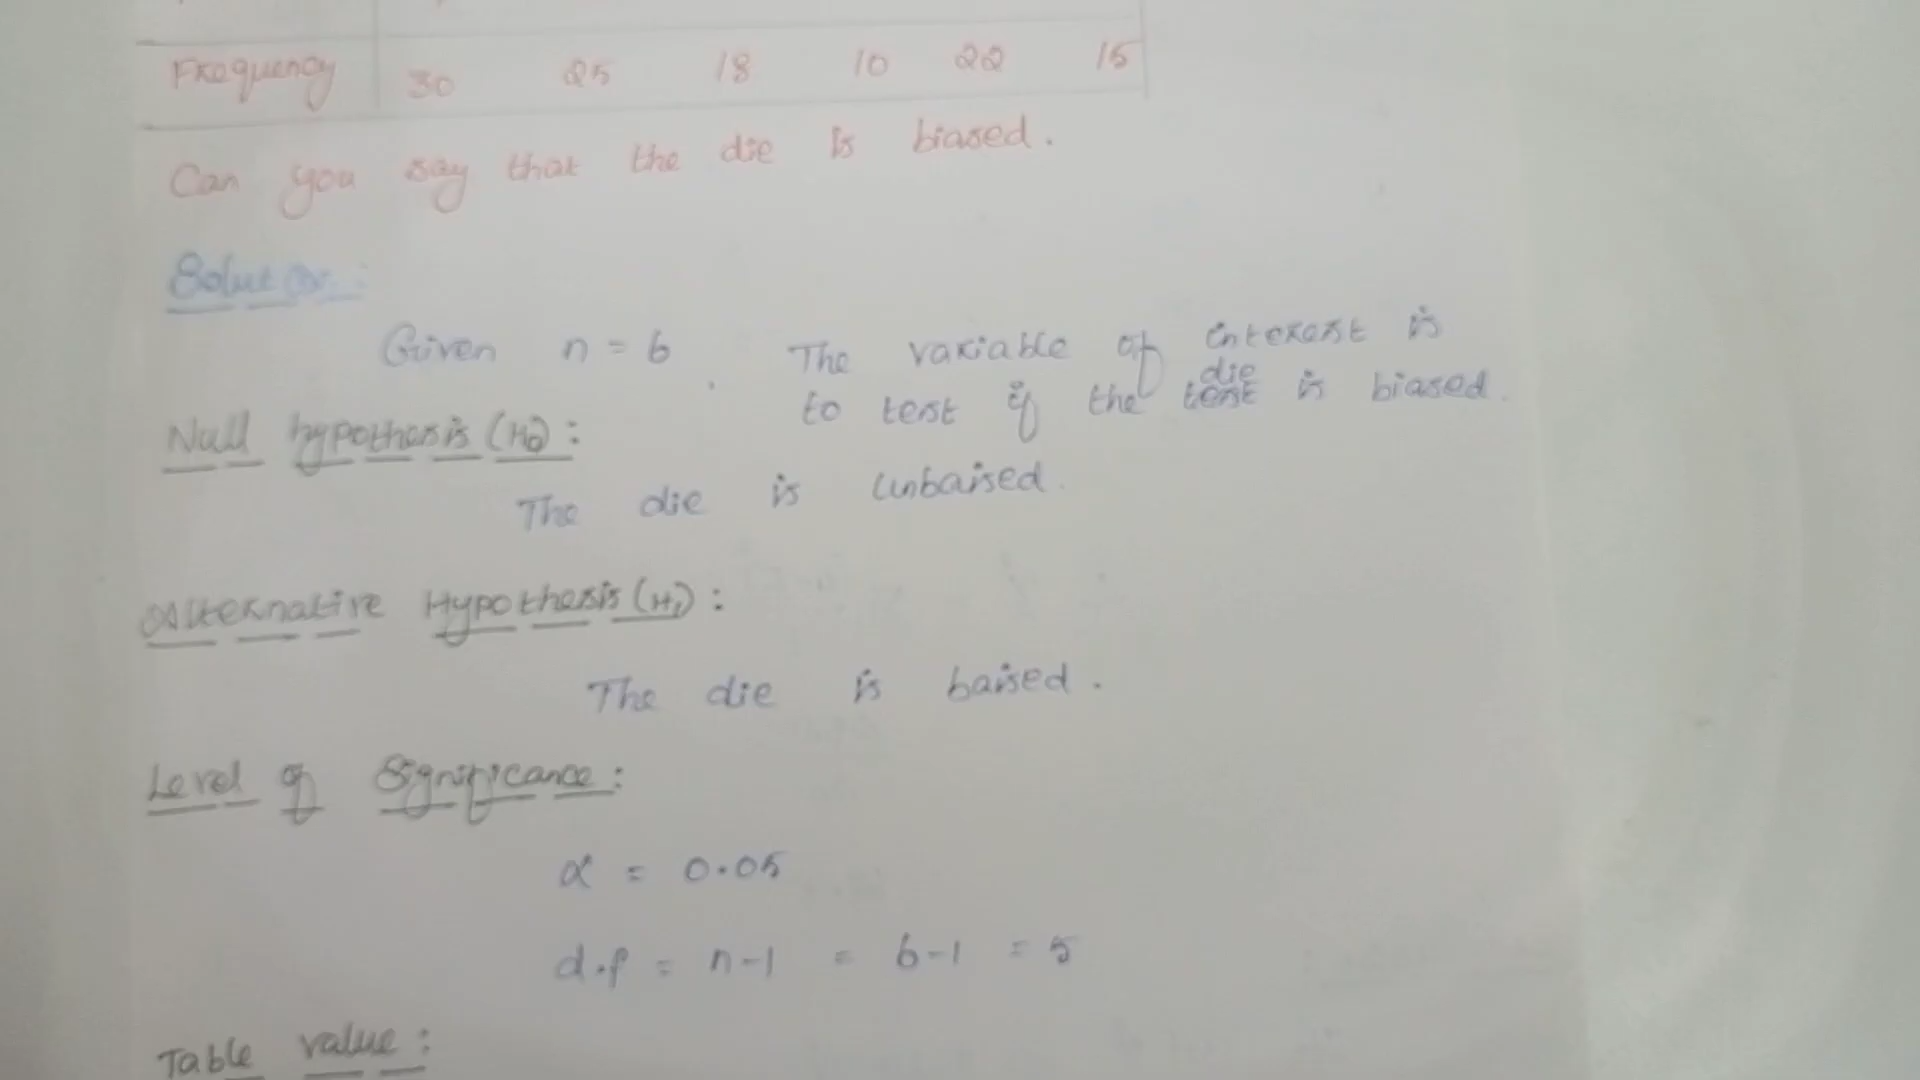 Frequency 30 25 18 10 22 15
Can you say that the die is biased.
Solution:
Given n = 6. The variable of interest is
to test if the test die is biased.
Null hypothesis (H0):
The die is unbaised.
Alternative Hypothesis (H1):
The die is baised.
Level of Significance:
α = 0.05
d.f = n-1 = 6-1 = 5
Table value: